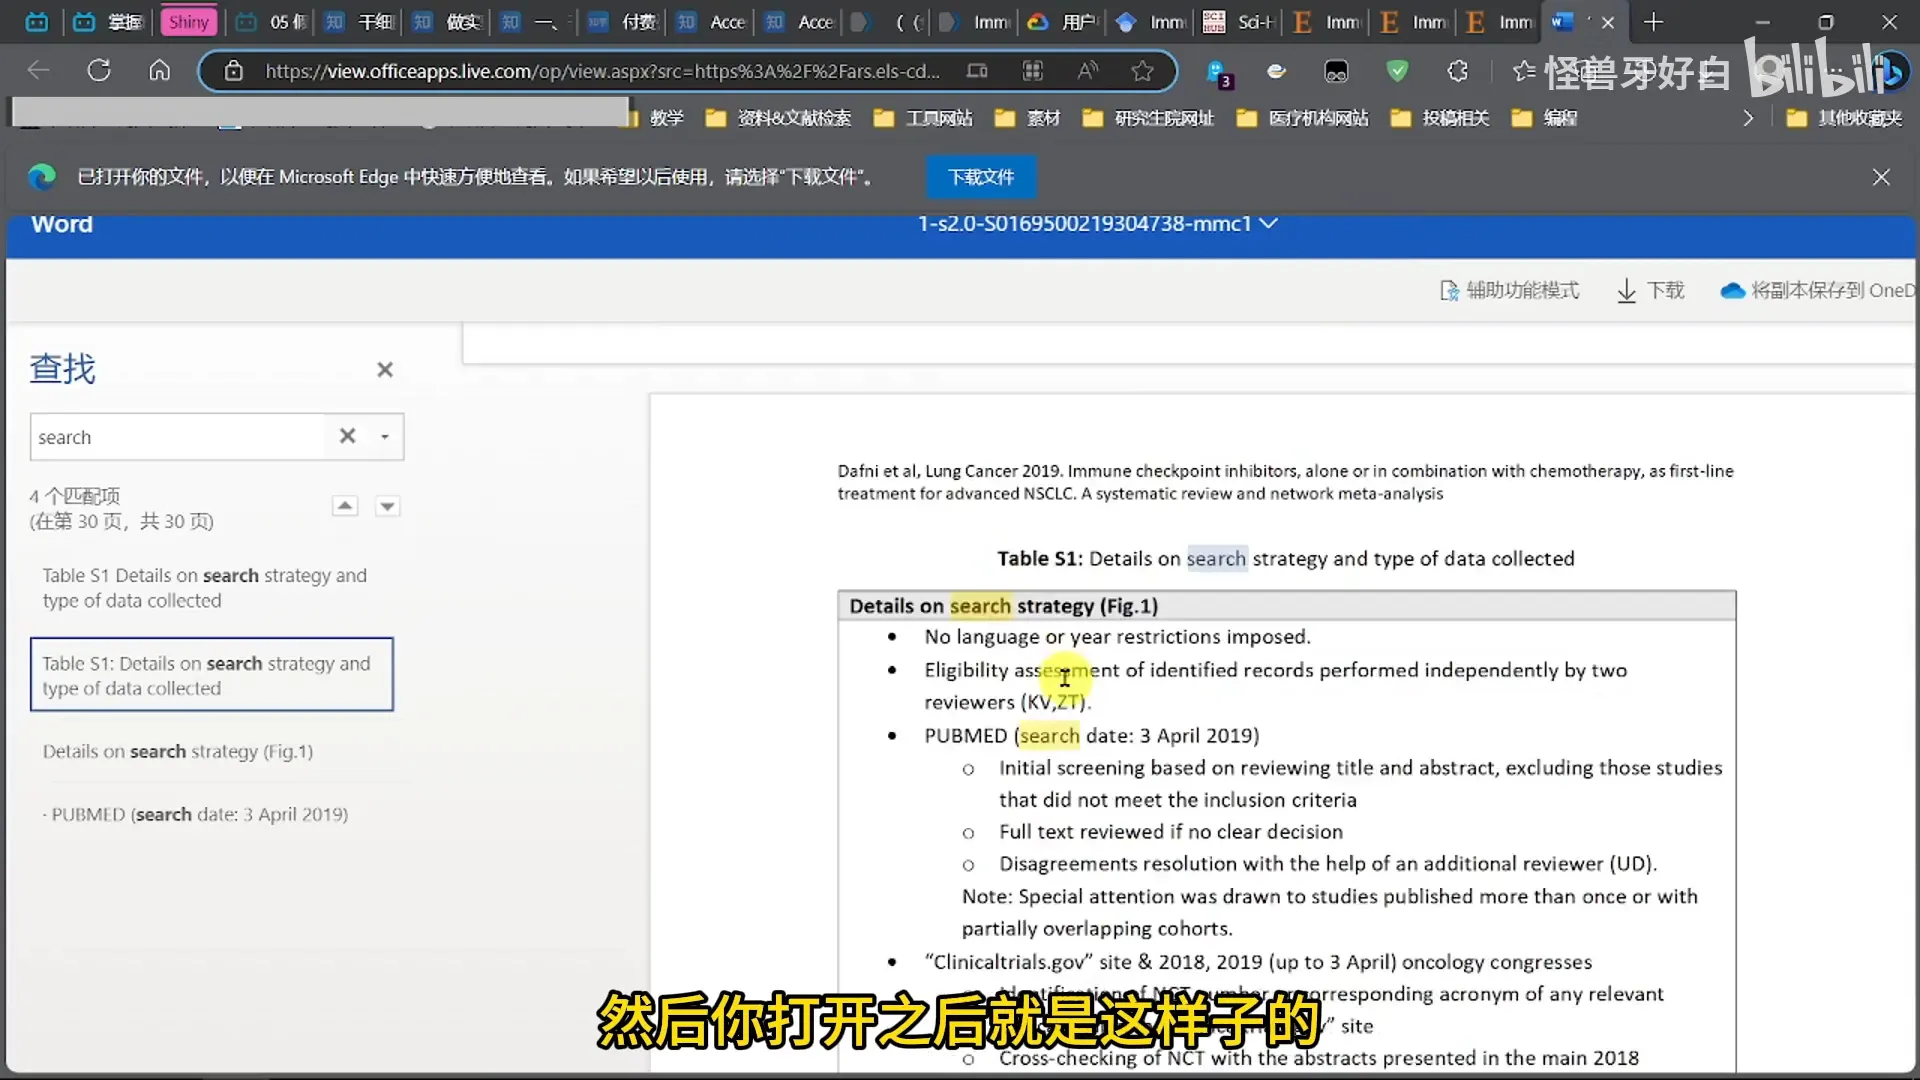 掌握
Shiny
05 假
知 干细
知 做实
知 一、
付费
知 Acce
知 Acce
Imm
用户
Imm
SCI HUB Sci-H
E Imm
E Imm
E Imm
https://view.officeapps.live.com/op/view.aspx?src=https%3A%2F%2Fars.els-cd...
3
怪兽牙好白 bilibili
教学
资料&文献检索
工具网站
素材
研究生院网址
医疗机构网站
投稿相关
编程
其他收藏夹
已打开你的文件，以便在 Microsoft Edge 中快速方便地查看。如果希望以后使用，请选择“下载文件”。
下载文件
Word
1-s2.0-S0169500219304738-mmc1
辅助功能模式
下载
将副本保存到 OneD
查找
search
4 个匹配项
(在第 30 页，共 30 页)
Table S1 Details on search strategy and
type of data collected
Table S1: Details on search strategy and
type of data collected
Details on search strategy (Fig.1)
· PUBMED (search date: 3 April 2019)
Dafni et al, Lung Cancer 2019. Immune checkpoint inhibitors, alone or in combination with chemotherapy, as first-line
treatment for advanced NSCLC. A systematic review and network meta-analysis
Table S1: Details on search strategy and type of data collected
Details on search strategy (Fig.1)
• No language or year restrictions imposed.
• Eligibility assessment of identified records performed independently by two
reviewers (KV,ZT).
• PUBMED (search date: 3 April 2019)
o Initial screening based on reviewing title and abstract, excluding those studies
that did not meet the inclusion criteria
o Full text reviewed if no clear decision
o Disagreements resolution with the help of an additional reviewer (UD).
Note: Special attention was drawn to studies published more than once or with
partially overlapping cohorts.
• “Clinicaltrials.gov” site & 2018, 2019 (up to 3 April) oncology congresses
Identification of NCT number or corresponding acronym of any relevant
” site
o Cross-checking of NCT with the abstracts presented in the main 2018
然后你打开之后就是这样子的